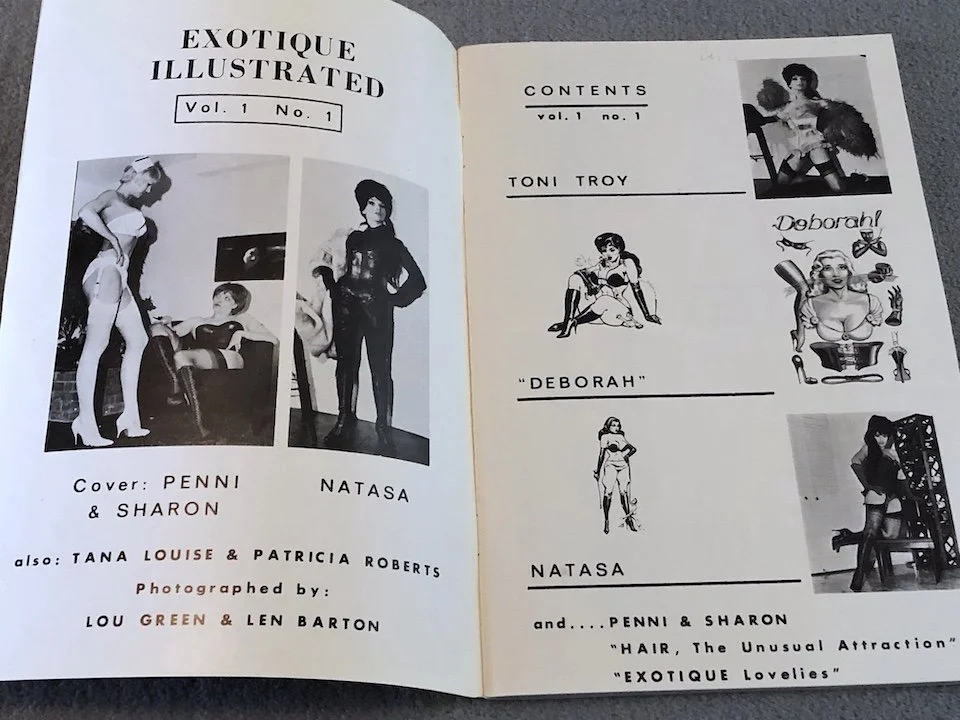 EXOTIQUE
ILLUSTRATED
Vol. 1 No. 1
Cover: PENNI
& SHARON
NATASA
also: TANA LOUISE & PATRICIA ROBERTS
Photographed by:
LOU GREEN & LEN BARTON
CONTENTS
vol. 1 no. 1
TONI TROY
Deborah!
"DEBORAH"
NATASA
and....PENNI & SHARON
"HAIR, The Unusual Attraction"
"EXOTIQUE Lovelies"